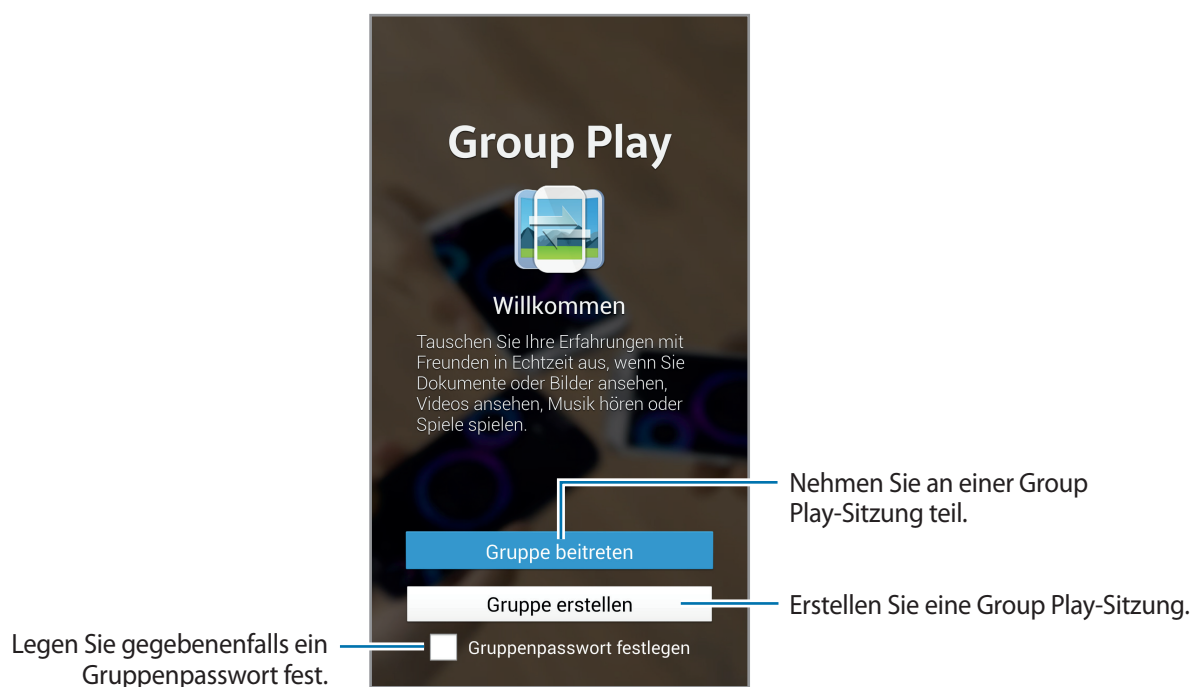 Group Play
Willkommen
Tauschen Sie Ihre Erfahrungen mit
Freunden in Echtzeit aus, wenn Sie
Dokumente oder Bilder ansehen,
Videos ansehen, Musik hören oder
Spiele spielen.
Nehmen Sie an einer Group
Play-Sitzung teil.
Gruppe beitreten
Gruppe erstellen
Erstellen Sie eine Group Play-Sitzung.
Legen Sie gegebenenfalls ein
Gruppenpasswort fest.
Gruppenpasswort festlegen